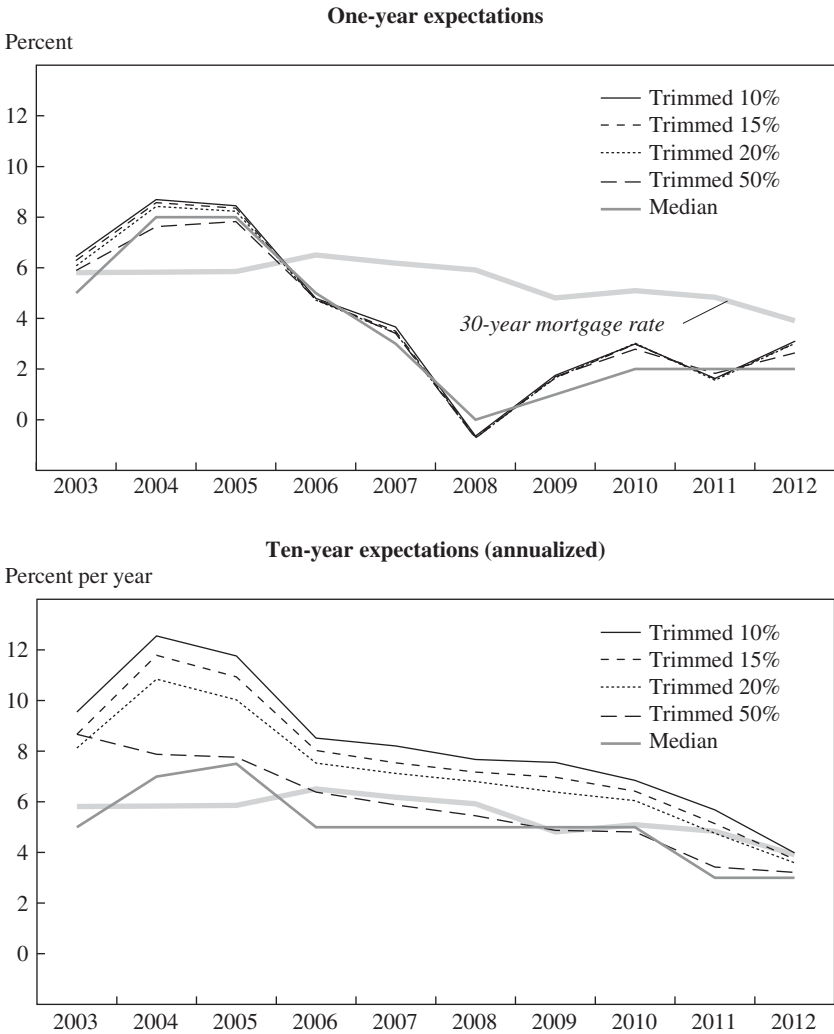 One-year expectations
Percent
12
10
8
6
4
2
0
Trimmed 10%
Trimmed 15%
Trimmed 20%
Trimmed 50%
Median
30-year mortgage rate
2003 2004 2005 2006 2007 2008 2009 2010 2011 2012
Ten-year expectations (annualized)
Percent per year
12
10
8
6
4
2
0
Trimmed 10%
Trimmed 15%
Trimmed 20%
Trimmed 50%
Median
2003 2004 2005 2006 2007 2008 2009 2010 2011 2012